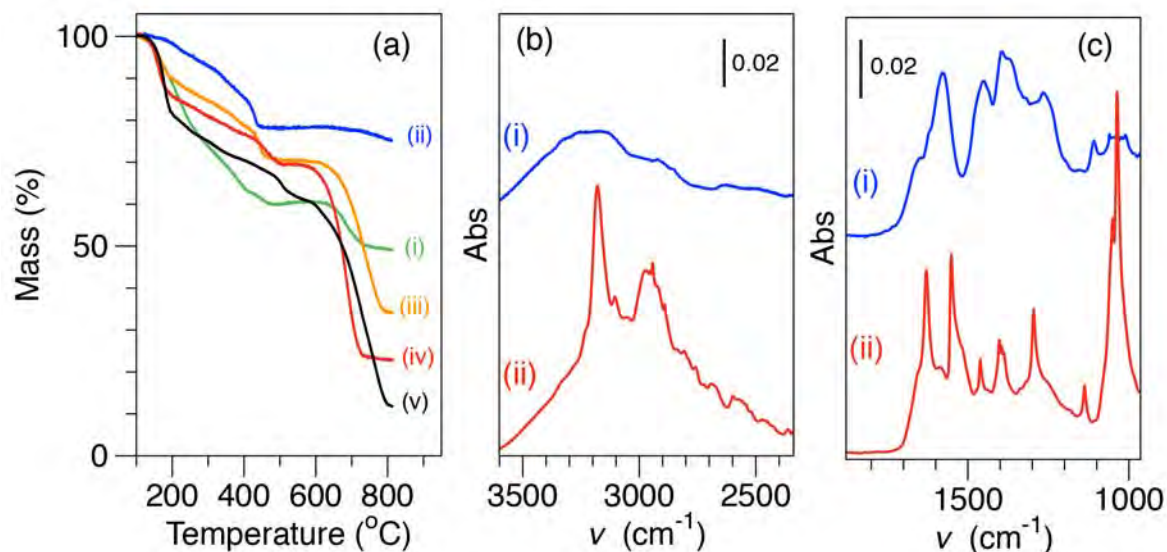 (a)
100
50
0
Mass (%)
(ii)
(i)
(iii)
(iv)
(v)
200 400 600 800
Temperature (°C)
(b)
0.02
(i)
(ii)
Abs
3500 3000 2500
ν (cm⁻¹)
(c)
0.02
(i)
(ii)
Abs
1500 1000
ν (cm⁻¹)